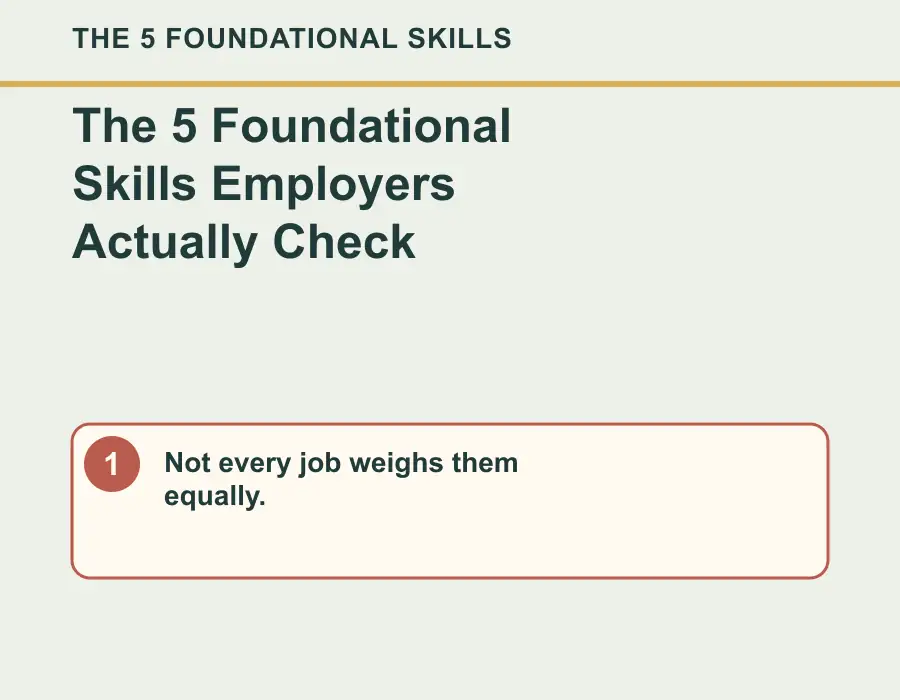 THE 5 FOUNDATIONAL SKILLS
The 5 Foundational
Skills Employers
Actually Check
1
Not every job weighs them
equally.